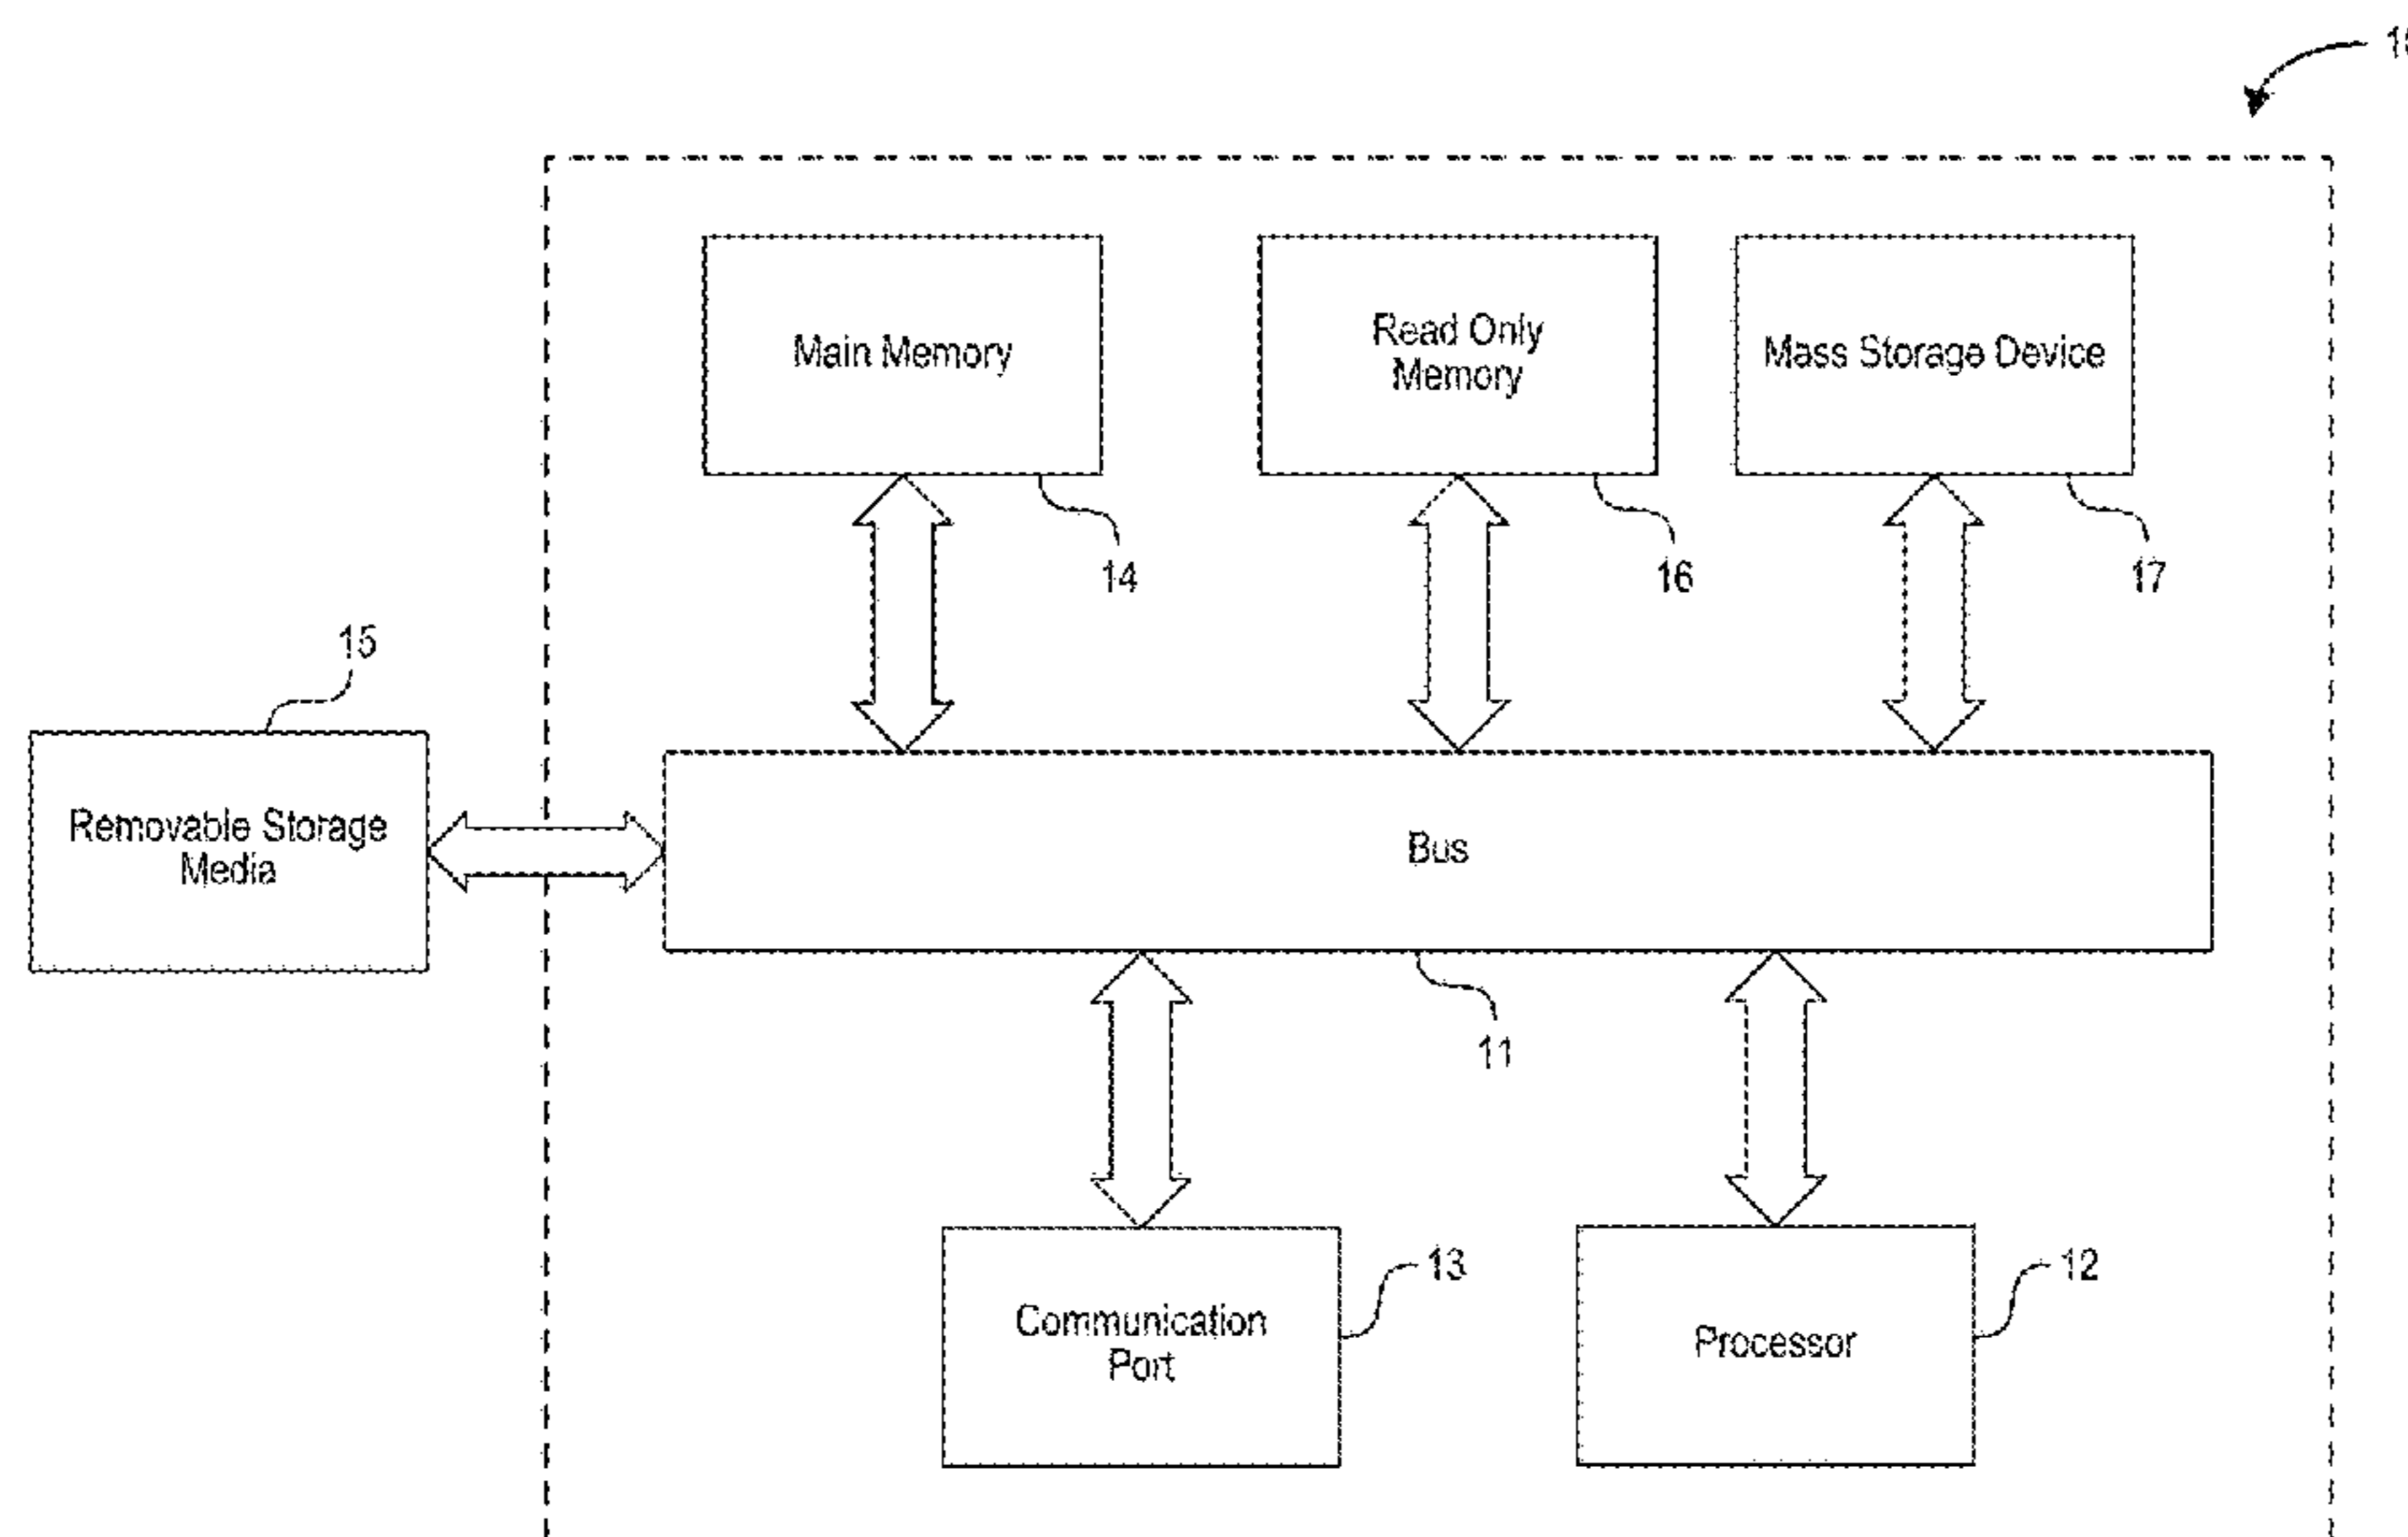 Main Memory
Read Only
Memory
Mass Storage Device
14
16
17
15
Removable Storage
Media
Bus
11
13
12
Communication
Port
Processor